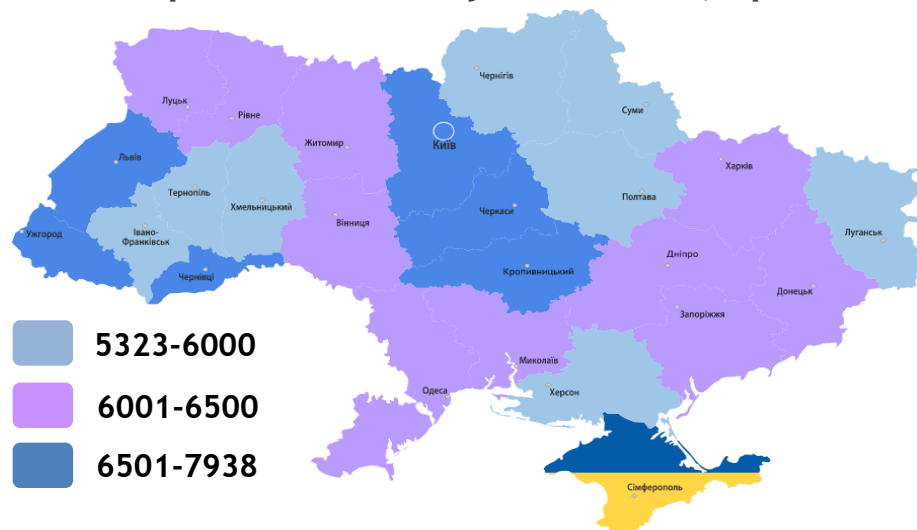 Чернігів
Луцьк
Рівне
Суми
Житомир
Київ
Львів
Харків
Тернопіль
Хмельницький
Полтава
Черкаси
Вінниця
Ужгород
Івано-
Франківськ
Луганськ
Чернівці
Кропивницький
Дніпро
Донецьк
Запоріжжя
5323-6000
Миколаїв
Одеса
Херсон
6001-6500
6501-7938
Сімферополь